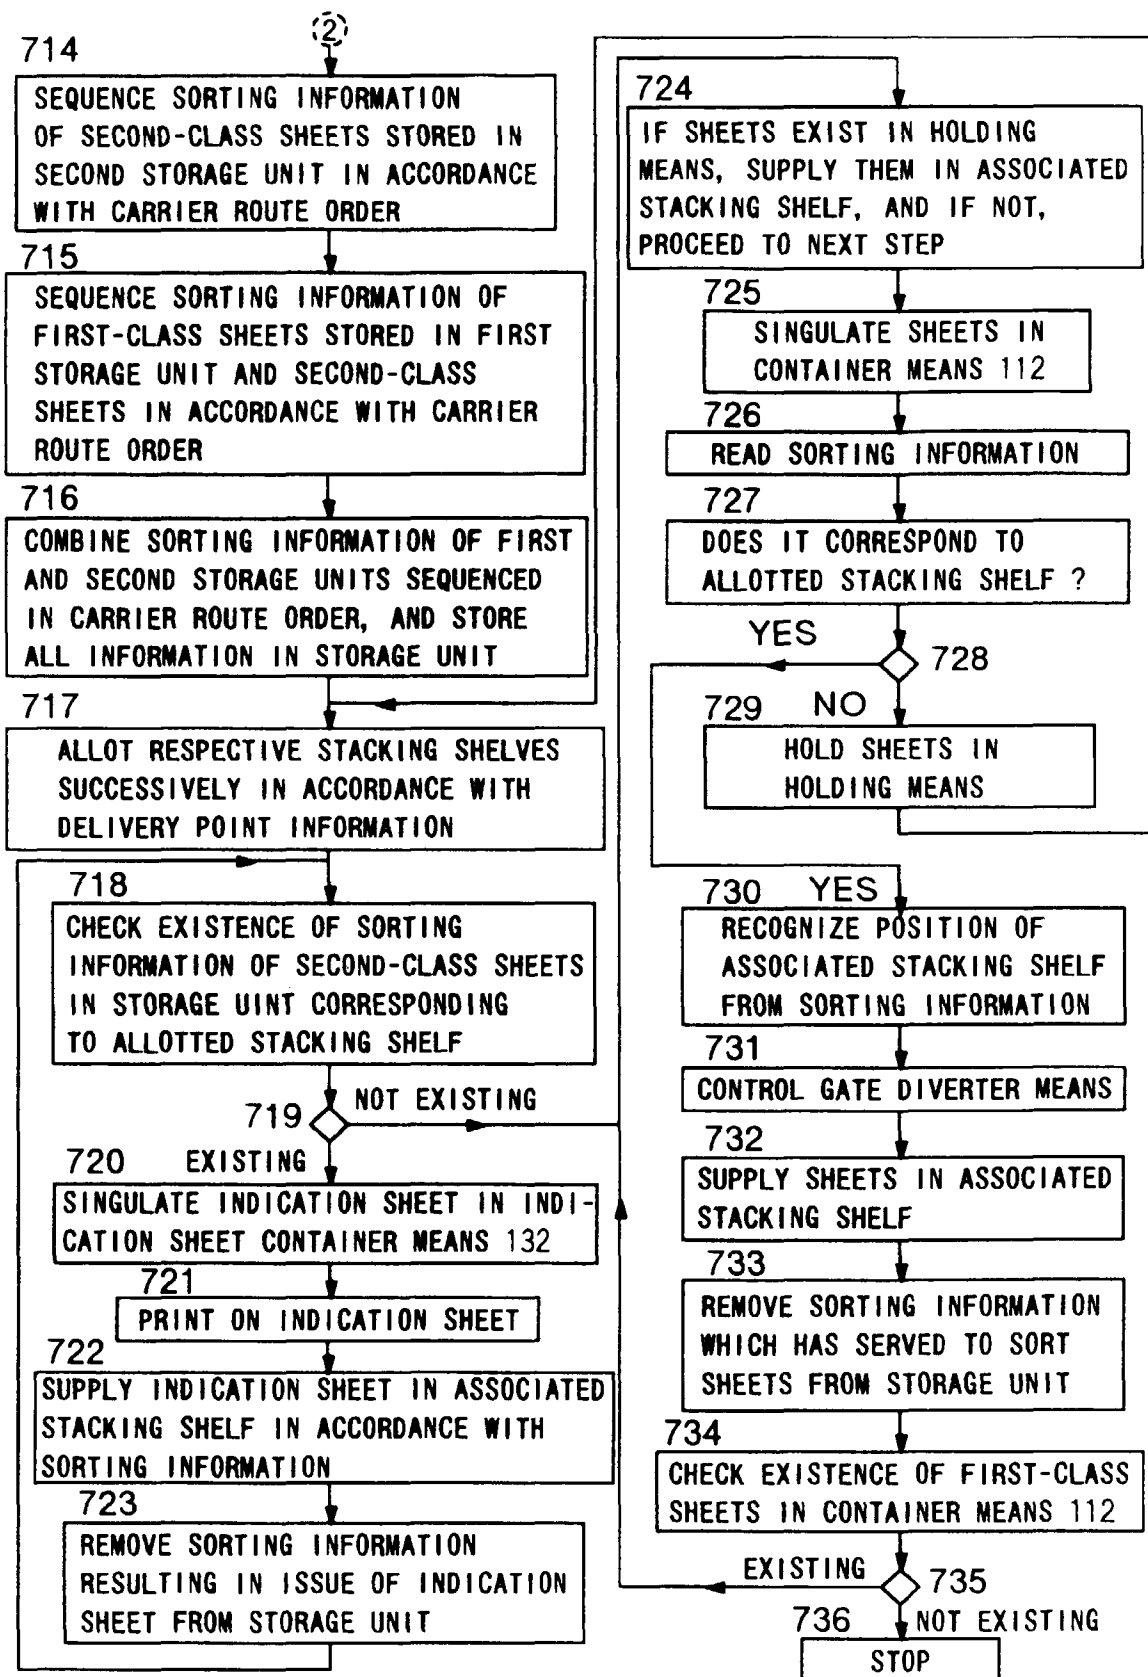 2
714
SEQUENCE SORTING INFORMATION
OF SECOND-CLASS SHEETS STORED IN
SECOND STORAGE UNIT IN ACCORDANCE
WITH CARRIER ROUTE ORDER
715
SEQUENCE SORTING INFORMATION OF
FIRST-CLASS SHEETS STORED IN FIRST
STORAGE UNIT AND SECOND-CLASS
SHEETS IN ACCORDANCE WITH CARRIER
ROUTE ORDER
716
COMBINE SORTING INFORMATION OF FIRST
AND SECOND STORAGE UNITS SEQUENCED
IN CARRIER ROUTE ORDER, AND STORE
ALL INFORMATION IN STORAGE UNIT
717
ALLOT RESPECTIVE STACKING SHELVES
SUCCESSIVELY IN ACCORDANCE WITH
DELIVERY POINT INFORMATION
718
CHECK EXISTENCE OF SORTING
INFORMATION OF SECOND-CLASS SHEETS
IN STORAGE UINT CORRESPONDING
TO ALLOTTED STACKING SHELF
719
NOT EXISTING
EXISTING
720
SINGULATE INDICATION SHEET IN INDI-
CATION SHEET CONTAINER MEANS 132
721
PRINT ON INDICATION SHEET
722
SUPPLY INDICATION SHEET IN ASSOCIATED
STACKING SHELF IN ACCORDANCE WITH
SORTING INFORMATION
723
REMOVE SORTING INFORMATION
RESULTING IN ISSUE OF INDICATION
SHEET FROM STORAGE UNIT
724
IF SHEETS EXIST IN HOLDING
MEANS, SUPPLY THEM IN ASSOCIATED
STACKING SHELF, AND IF NOT,
PROCEED TO NEXT STEP
725
SINGULATE SHEETS IN
CONTAINER MEANS 112
726
READ SORTING INFORMATION
727
DOES IT CORRESPOND TO
ALLOTTED STACKING SHELF ?
YES
728
NO
729
HOLD SHEETS IN
HOLDING MEANS
730
YES
RECOGNIZE POSITION OF
ASSOCIATED STACKING SHELF
FROM SORTING INFORMATION
731
CONTROL GATE DIVERTER MEANS
732
SUPPLY SHEETS IN ASSOCIATED
STACKING SHELF
733
REMOVE SORTING INFORMATION
WHICH HAS SERVED TO SORT
SHEETS FROM STORAGE UNIT
734
CHECK EXISTENCE OF FIRST-CLASS
SHEETS IN CONTAINER MEANS 112
EXISTING
735
NOT EXISTING
736
STOP